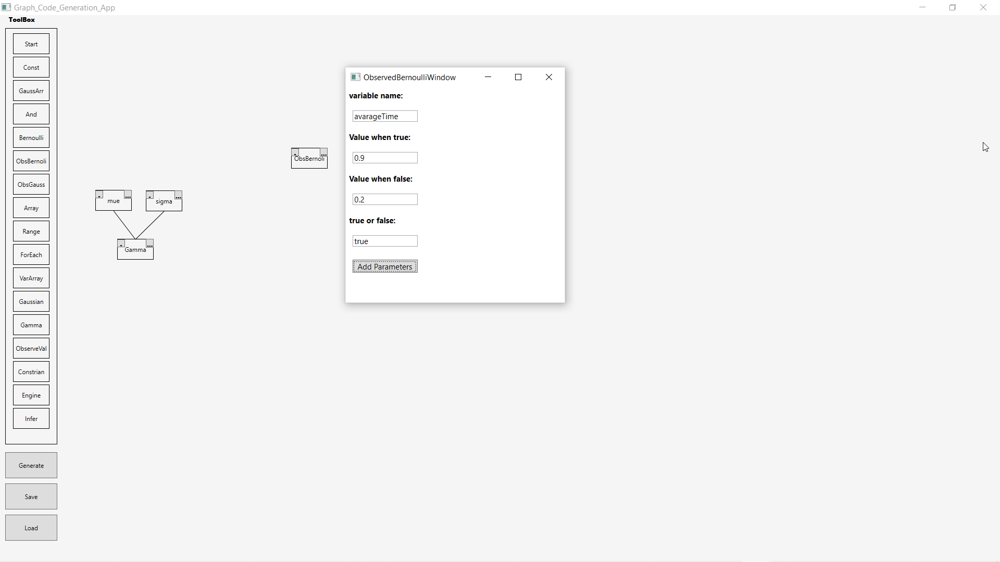 Graph_Code_Generation_App
ToolBox
Start
Const
GaussArr
And
Bernoulli
ObsBernoli
ObsGauss
Array
Range
ForEach
VarArray
Gaussian
Gamma
ObserveVal
Constrian
Engine
Infer
Generate
Save
Load
- ...
mue
- ...
sigma
- ...
Gamma
- ...
ObsBernoli
ObservedBernoulliWindow
variable name:
avarageTime
Value when true:
0.9
Value when false:
0.2
true or false:
true
Add Parameters